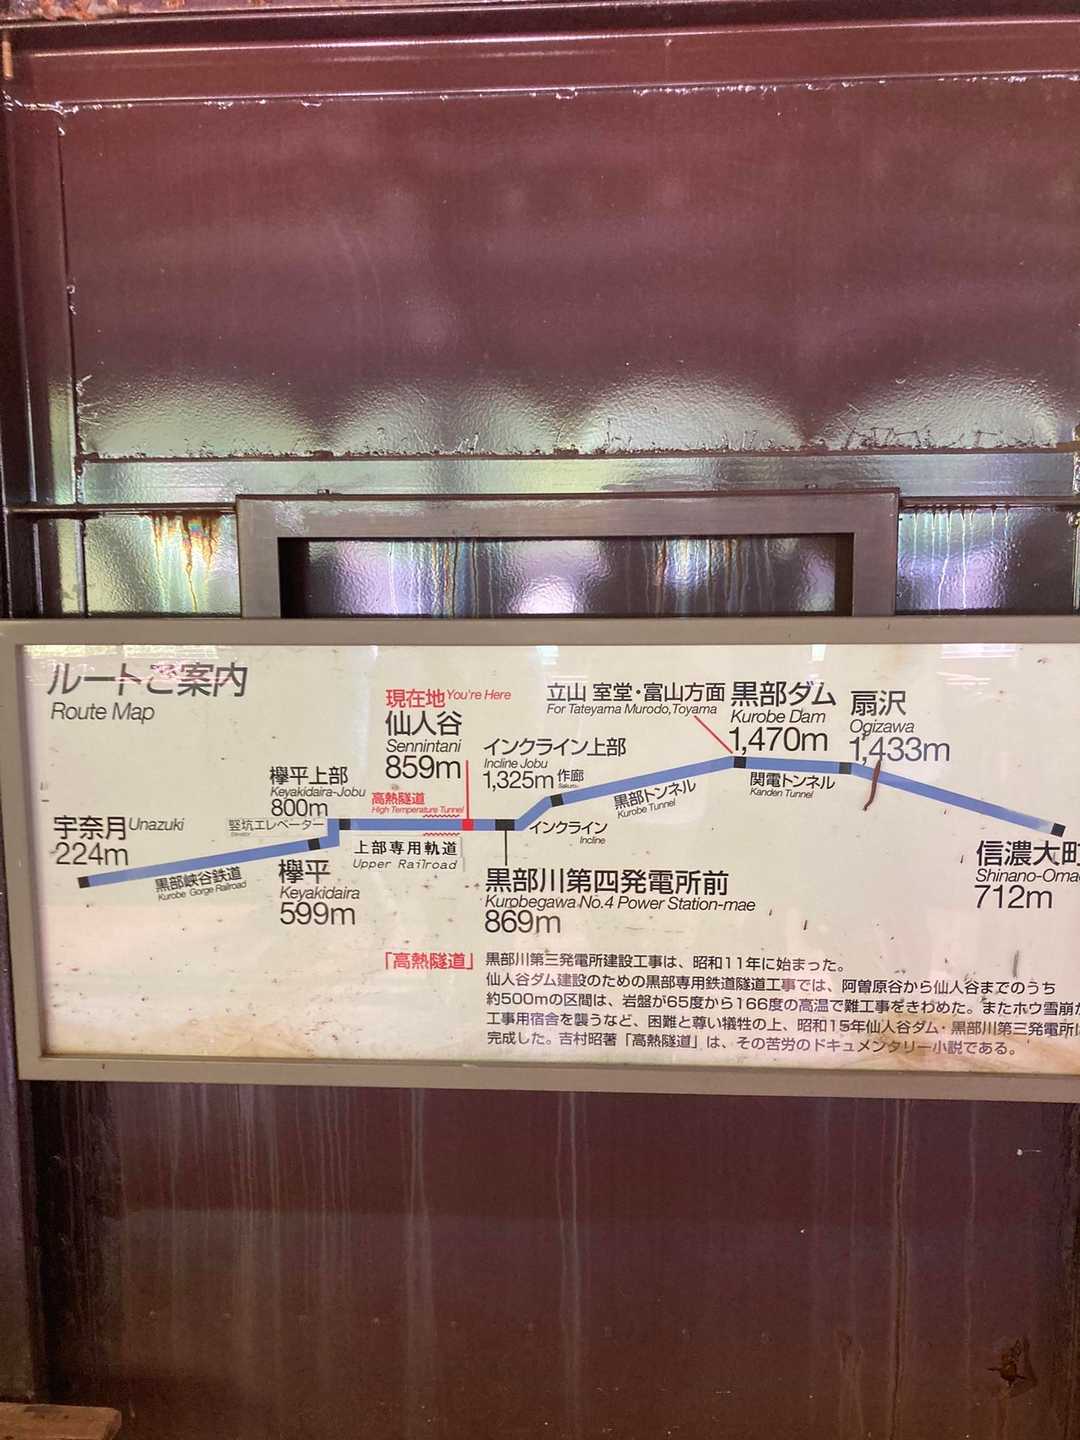 ルートご案内
Route Map
現在地 You're Here
仙人谷
Sennintani
859m
立山 室堂・富山方面
For Tateyama Murodo,Toyama
黒部ダム
Kurobe Dam
1,470m
扇沢
Ogizawa
1,433m
インクライン上部
Incline Jobu
1,325m
作廊
Sakuro
欅平上部
Keyakidaira-Jobu
800m
高熱隧道
High Temperature Tunnel
黒部トンネル
Kurobe Tunnel
関電トンネル
Kanden Tunnel
宇奈月 Unazuki
224m
竪坑エレベーター
Elevator
インクライン
Incline
上部専用軌道
Upper Railroad
信濃大町
Shinano-Oma
712m
黒部峡谷鉄道
Kurobe Gorge Railroad
欅平
Keyakidaira
599m
黒部川第四発電所前
Kurobegawa No.4 Power Station-mae
869m
「高熱隧道」 黒部川第三発電所建設工事は、昭和11年に始まった。
仙人谷ダム建設のための黒部専用鉄道隧道工事では、阿曽原谷から仙人谷までのうち
約500mの区間は、岩盤が65度から166度の高温で難工事をきわめた。またホウ雪崩が
工事用宿舎を襲うなど、困難と尊い犠牲の上、昭和15年仙人谷ダム・黒部川第三発電所は
完成した。吉村昭著「高熱隧道」は、その苦労のドキュメンタリー小説である。